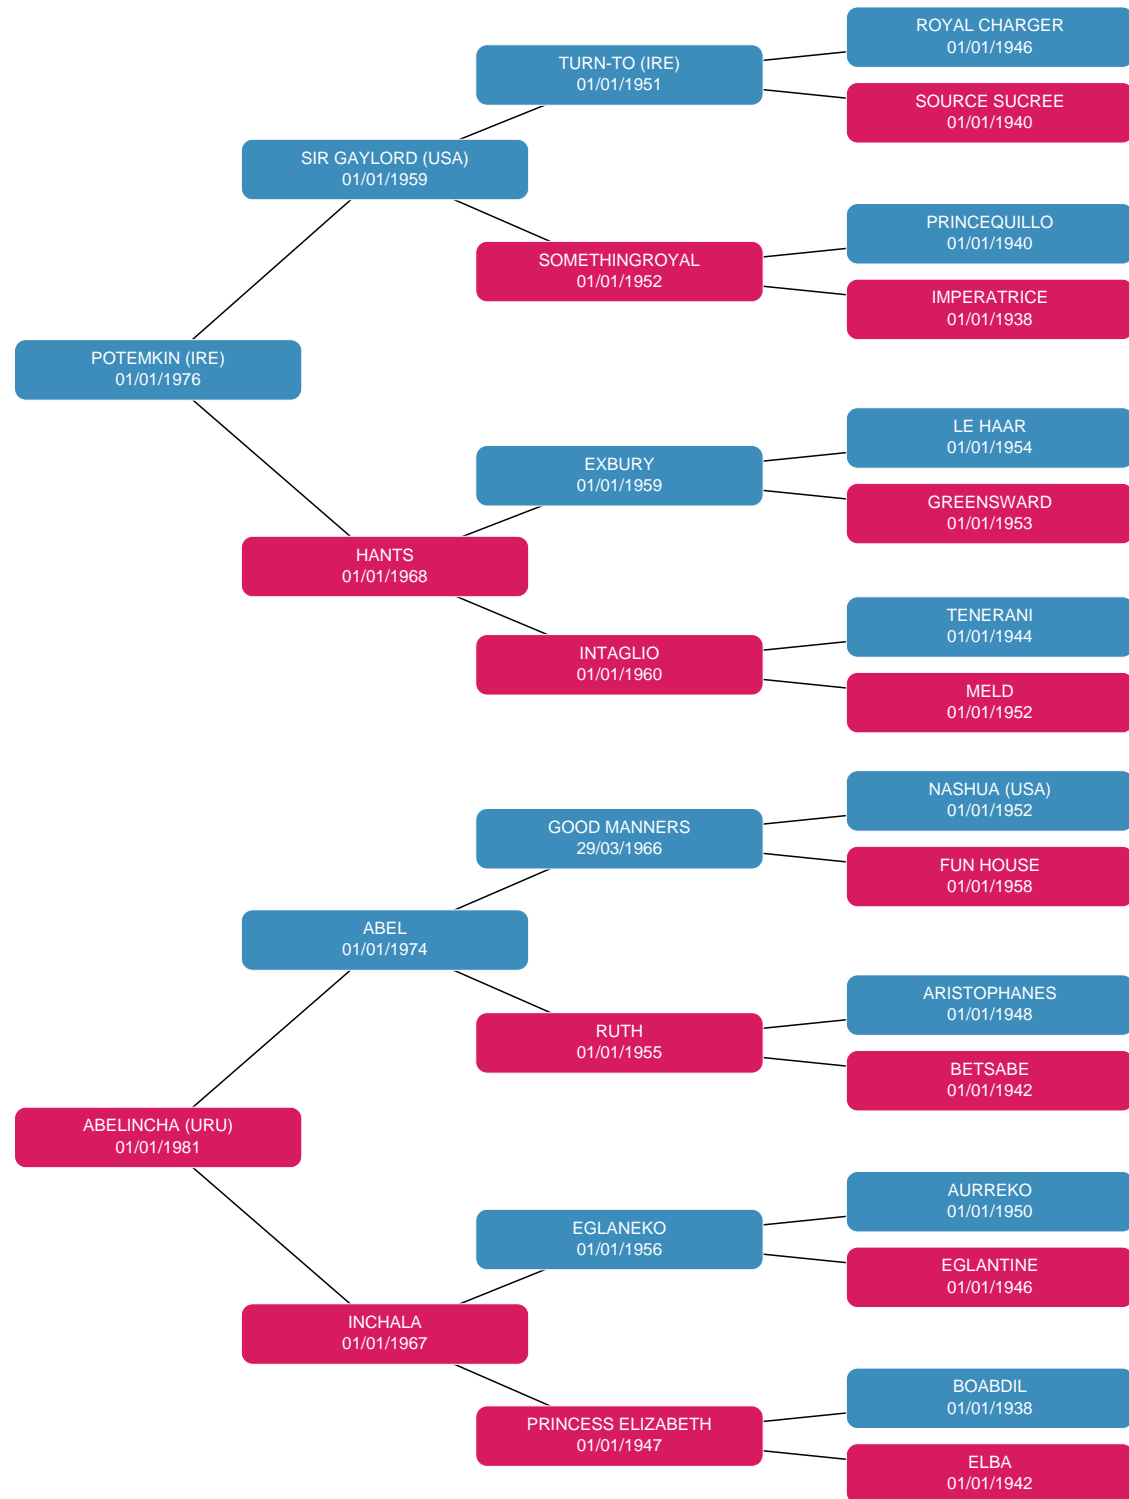 ROYAL CHARGER
01/01/1946
TURN-TO (IRE)
01/01/1951
SOURCE SUCREE
01/01/1940
SIR GAYLORD (USA)
01/01/1959
PRINCEQUILLO
01/01/1940
SOMETHINGROYAL
01/01/1952
IMPERATRICE
01/01/1938
POTEMKIN (IRE)
01/01/1976
LE HAAR
01/01/1954
EXBURY
01/01/1959
GREENSWARD
01/01/1953
HANTS
01/01/1968
TENERANI
01/01/1944
INTAGLIO
01/01/1960
MELD
01/01/1952
NASHUA (USA)
01/01/1952
GOOD MANNERS
29/03/1966
FUN HOUSE
01/01/1958
ABEL
01/01/1974
ARISTOPHANES
01/01/1948
RUTH
01/01/1955
BETSABE
01/01/1942
ABELINCHA (URU)
01/01/1981
AURREKO
01/01/1950
EGLANEKO
01/01/1956
EGLANTINE
01/01/1946
INCHALA
01/01/1967
BOABDIL
01/01/1938
PRINCESS ELIZABETH
01/01/1947
ELBA
01/01/1942